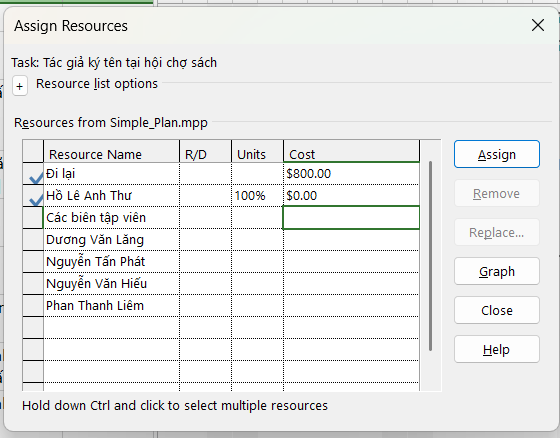 Assign Resources
Task: Tác giả ký tên tại hội chợ sách
+ Resource list options
Resources from Simple_Plan.mpp
Resource Name R/D Units Cost
Đi lại $800.00
Hồ Lê Anh Thư 100% $0.00
Các biên tập viên
Dương Văn Lăng
Nguyễn Tấn Phát
Nguyễn Văn Hiếu
Phan Thanh Liêm
Assign
Remove
Replace...
Graph
Close
Help
Hold down Ctrl and click to select multiple resources